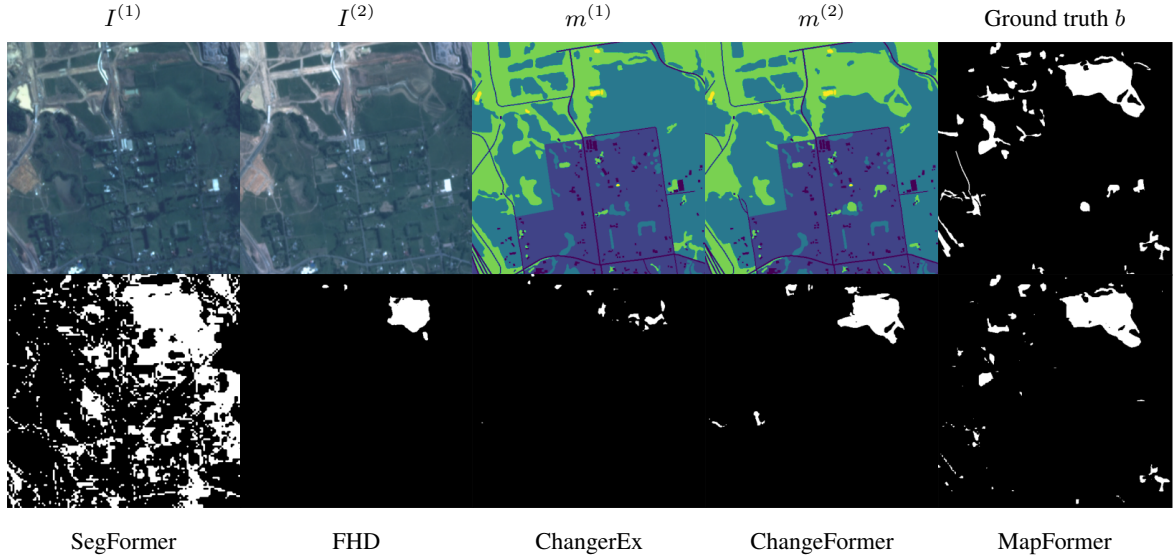 I^{(1)} I^{(2)} m^{(1)} m^{(2)} Ground truth b
SegFormer FHD ChangerEx ChangeFormer MapFormer